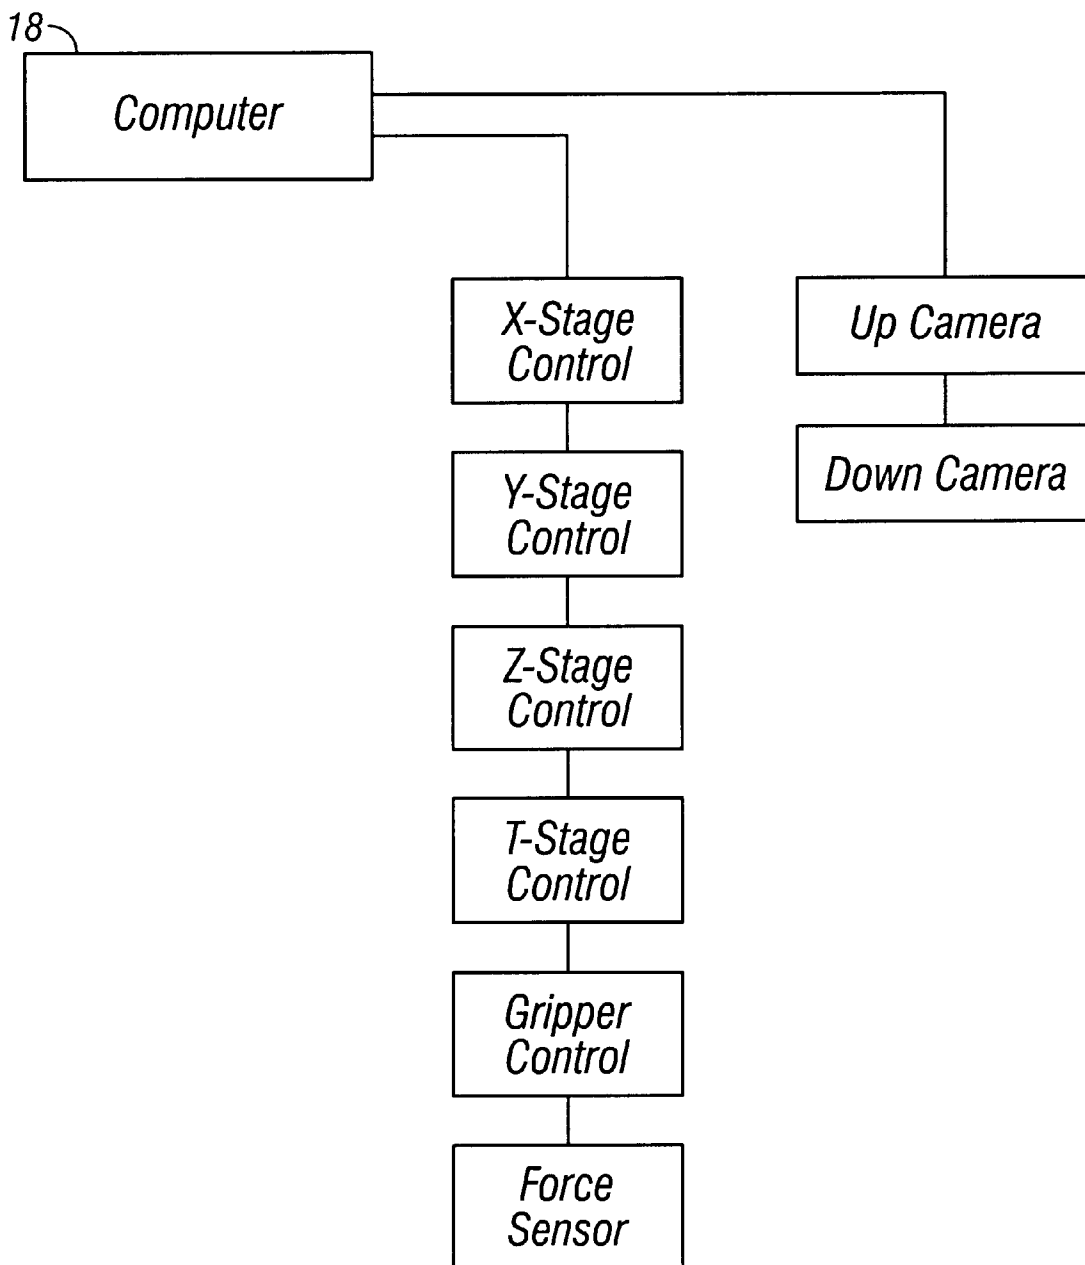 18
Computer
X-Stage
Control
Up Camera
Y-Stage
Control
Down Camera
Z-Stage
Control
T-Stage
Control
Gripper
Control
Force
Sensor